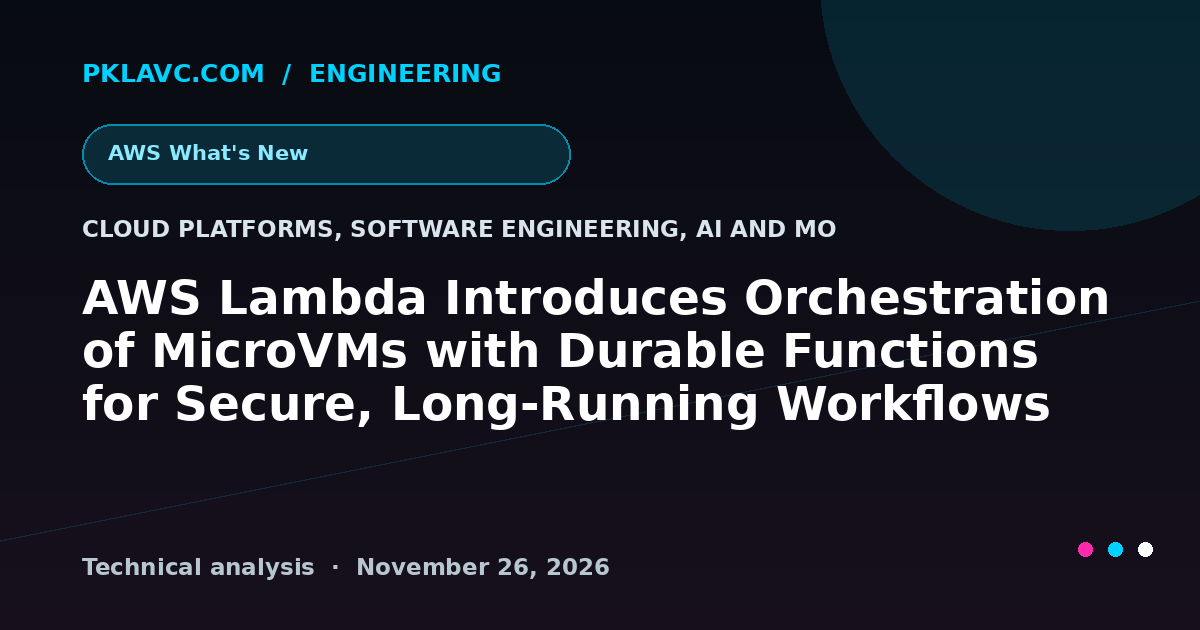 PKLAVC.COM / ENGINEERING
AWS What's New
CLOUD PLATFORMS, SOFTWARE ENGINEERING, AI AND MO
AWS Lambda Introduces Orchestration
of MicroVMs with Durable Functions
for Secure, Long-Running Workflows
Technical analysis · November 26, 2026